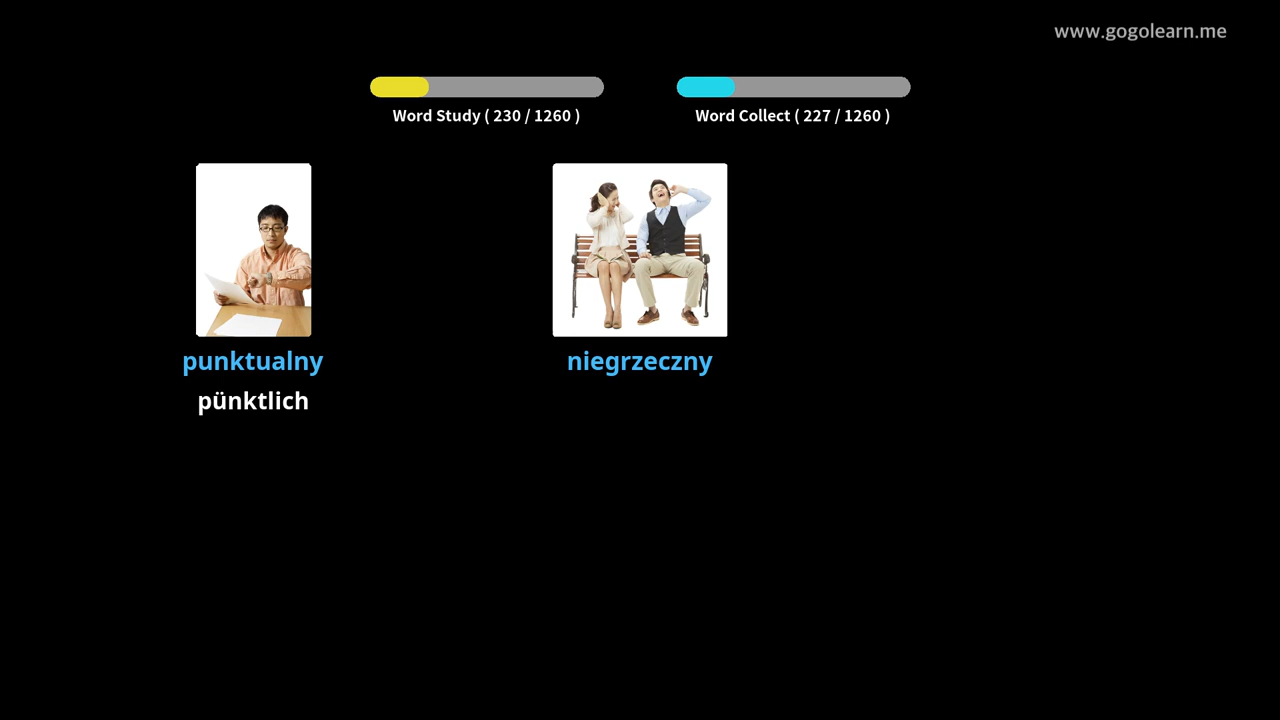 www.gogolearn.me
Word Study ( 230 / 1260 )
Word Collect ( 227 / 1260 )
punktualny
pünktlich
niegrzeczny